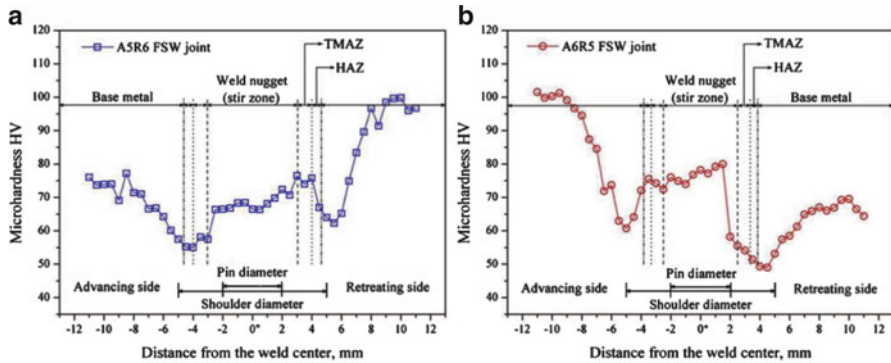 a
A5R6 FSW joint
TMAZ
HAZ
Weld nugget
(stir zone)
Base metal
Microhardness HV
120
110
100
90
80
70
60
50
40
Pin diameter
Advancing side
Retreating side
Shoulder diameter
-12 -10 -8 -6 -4 -2 0* 2 4 6 8 10 12
Distance from the weld center, mm
b
A6R5 FSW joint
TMAZ
HAZ
Weld nugget
(stir zone)
Base metal
Microhardness HV
120
110
100
90
80
70
60
50
40
Pin diameter
Advancing side
Retreating side
Shoulder diameter
-12 -10 -8 -6 -4 -2 0* 2 4 6 8 10 12
Distance from the weld center, mm